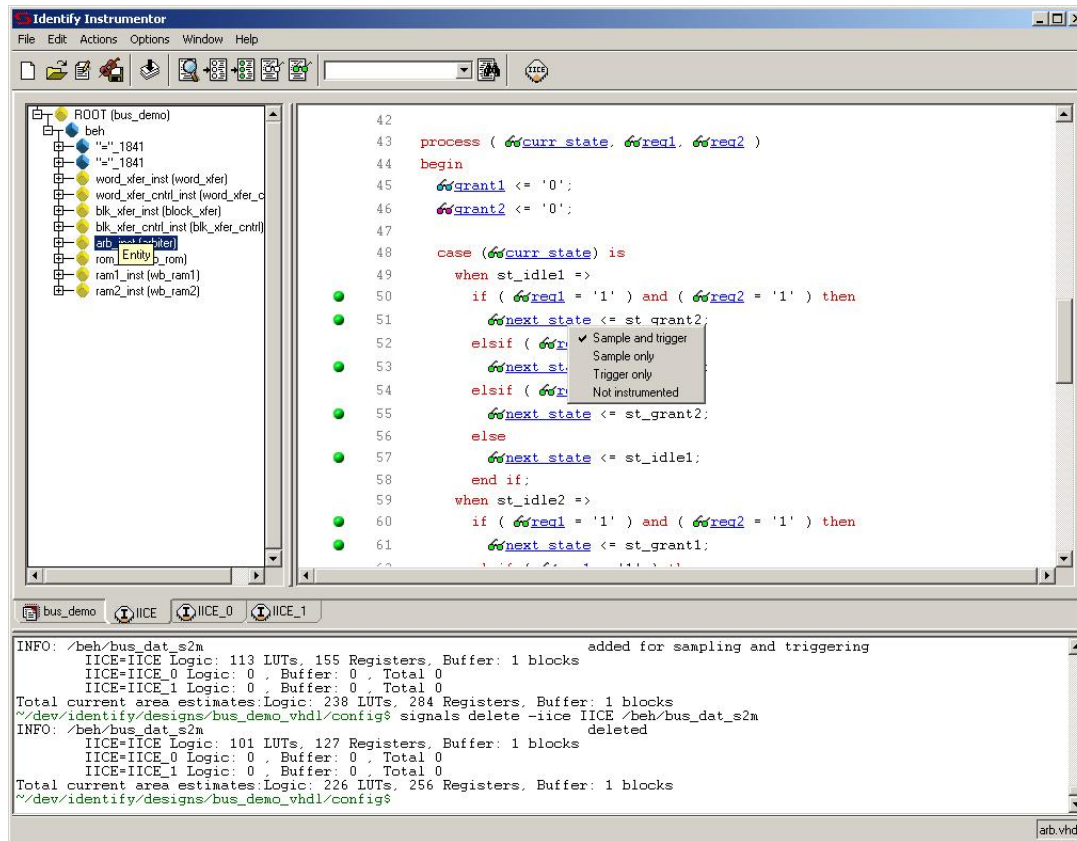 Identify Instrumentor
File Edit Actions Options Window Help
IICE
ROOT (bus_demo)
beh
"="_1841
"="_1841
word_xfer_inst (word_xfer)
word_xfer_cntrl_inst (word_xfer_c
blk_xfer_inst (block_xfer)
blk_xfer_cntrl_inst (blk_xfer_cntrl)
arb_inst (arbiter)
Entity
rom_ b_rom)
ram1_inst (wb_ram1)
ram2_inst (wb_ram2)
42
43 process ( curr_state, req1, req2 )
44 begin
45 grant1 <= '0';
46 grant2 <= '0';
47
48 case (curr_state) is
49 when st_idle1 =>
50 if ( req1 = '1' ) and ( req2 = '1' ) then
51 next_state <= st_grant2;
52 elsif (
53 next_st
54 elsif (
55 next_state <= st_grant2;
56 else
57 next_state <= st_idle1;
58 end if;
59 when st_idle2 =>
60 if ( req1 = '1' ) and ( req2 = '1' ) then
61 next_state <= st_grant1;
Sample and trigger
Sample only
Trigger only
Not instrumented
bus_demo IICE IICE_0 IICE_1
INFO: /beh/bus_dat_s2m added for sampling and triggering
IICE=IICE Logic: 113 LUTs, 155 Registers, Buffer: 1 blocks
IICE=IICE_0 Logic: 0 , Buffer: 0 , Total 0
IICE=IICE_1 Logic: 0 , Buffer: 0 , Total 0
Total current area estimates:Logic: 238 LUTs, 284 Registers, Buffer: 1 blocks
~/dev/identify/designs/bus_demo_vhdl/config$ signals delete -iice IICE /beh/bus_dat_s2m
INFO: /beh/bus_dat_s2m deleted
IICE=IICE Logic: 101 LUTs, 127 Registers, Buffer: 1 blocks
IICE=IICE_0 Logic: 0 , Buffer: 0 , Total 0
IICE=IICE_1 Logic: 0 , Buffer: 0 , Total 0
Total current area estimates:Logic: 226 LUTs, 256 Registers, Buffer: 1 blocks
~/dev/identify/designs/bus_demo_vhdl/config$
arb.vhd